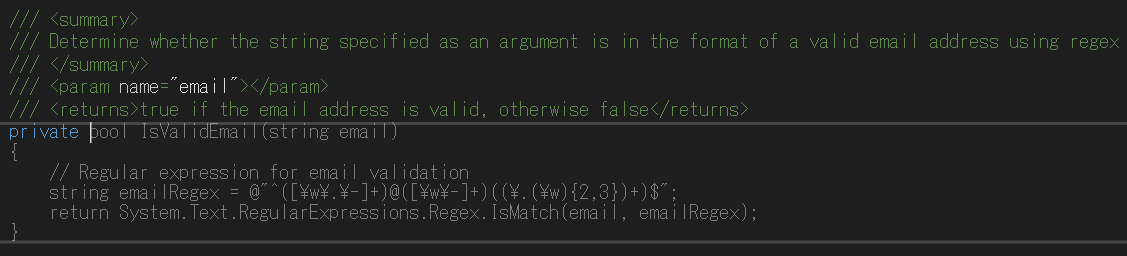 /// <summary>
/// Determine whether the string specified as an argument is in the format of a valid email address using regex
/// </summary>
/// <param name="email"></param>
/// <returns>true if the email address is valid, otherwise false</returns>
private bool IsValidEmail(string email)
{
    // Regular expression for email validation
    string emailRegex = @"^([¥w¥.¥-]+)@([¥w¥-]+)((¥.(¥w){2,3})+)$";
    return System.Text.RegularExpressions.Regex.IsMatch(email, emailRegex);
}